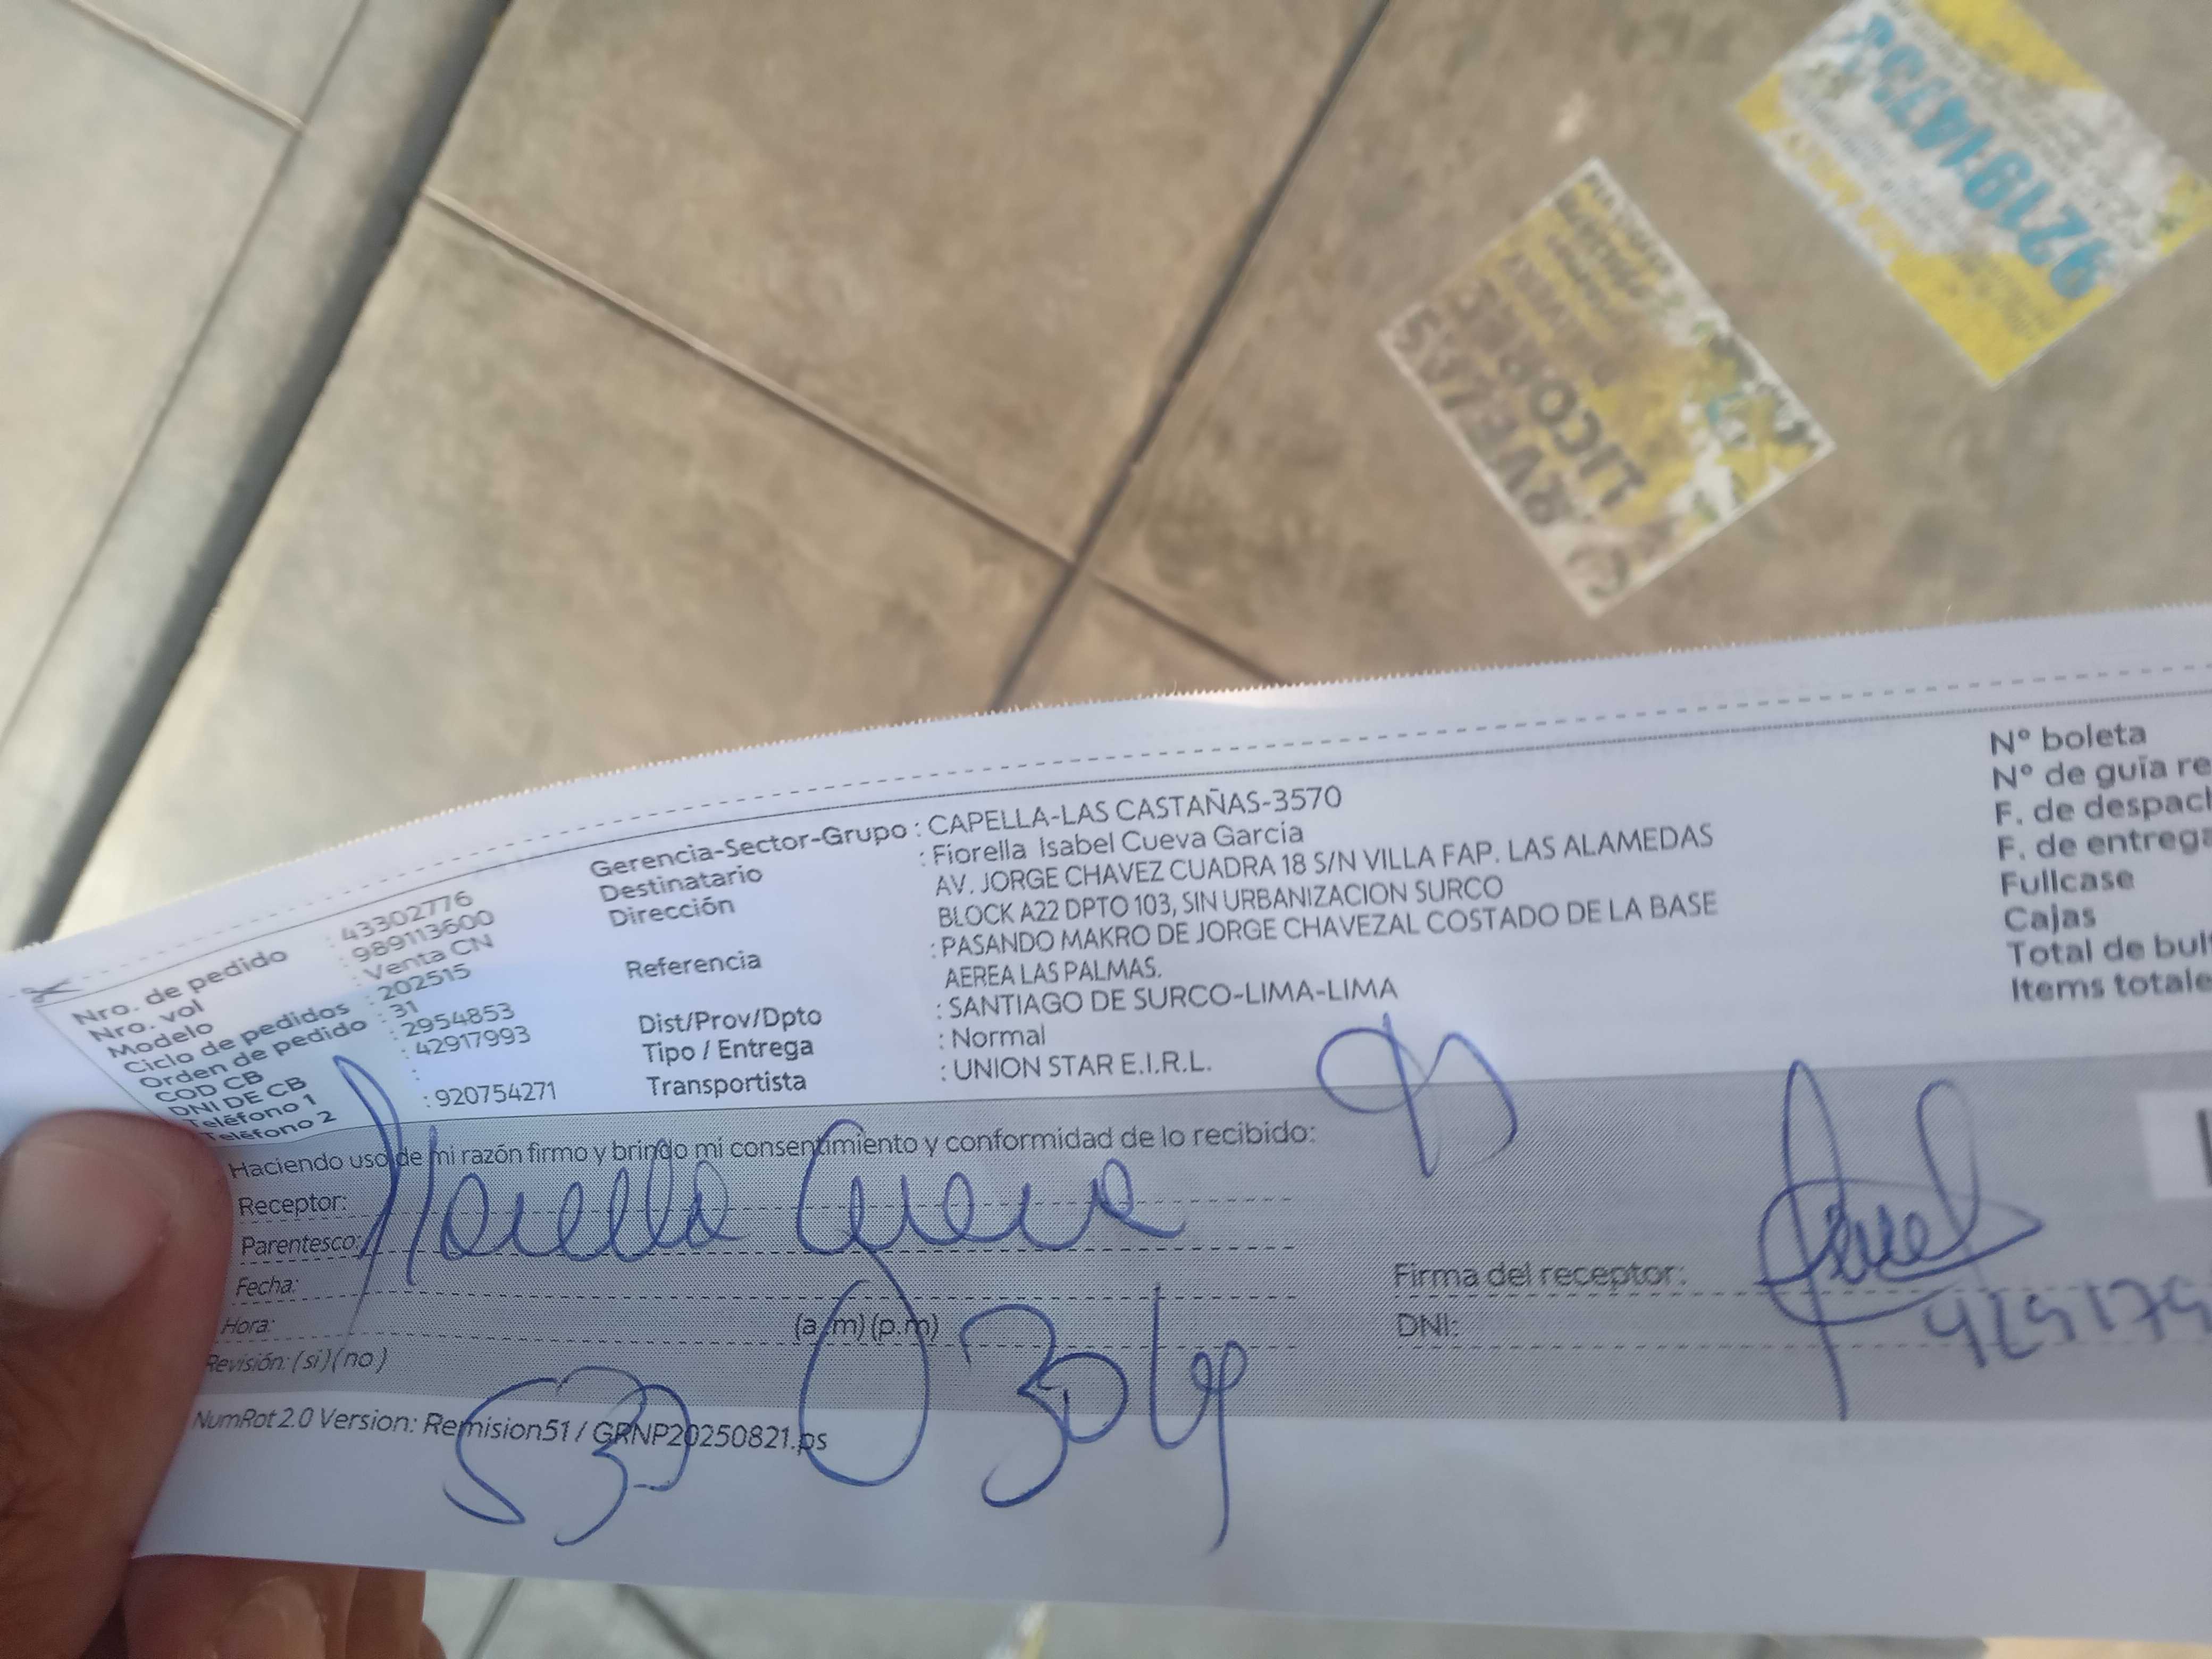 921914753
LICORER
Nro. de pedido : 43302776
Nro. vol : 989113600
Modelo : Venta CN
Ciclo de pedidos : 202515
Orden de pedido : 31
COD CB : 2954853
DNI DE CB : 42917993
Teléfono 1 :
Teléfono 2 : 920754271
Gerencia-Sector-Grupo : CAPELLA-LAS CASTAÑAS-3570
Destinatario : Fiorella Isabel Cueva García
Dirección AV. JORGE CHAVEZ CUADRA 18 S/N VILLA FAP. LAS ALAMEDAS
BLOCK A22 DPTO 103, SIN URBANIZACION SURCO
Referencia : PASANDO MAKRO DE JORGE CHAVEZAL COSTADO DE LA BASE
AEREA LAS PALMAS.
Dist/Prov/Dpto : SANTIAGO DE SURCO-LIMA-LIMA
Tipo / Entrega : Normal
Transportista : UNION STAR E.I.R.L.
N° boleta
N° de guía re
F. de despach
F. de entrega
Fullcase
Cajas
Total de bul
Items totale
Haciendo uso de mi razón firmo y brindo mi consentimiento y conformidad de lo recibido:
Receptor: Fiorella Cueva
Parentesco:
Fecha:
Hora: (a.m) (p.m)
Revisión: (si) (no)
Firma del receptor:
DNI: 429179
NumRot 2.0 Version: Remision51 / GRNP20250821.ps